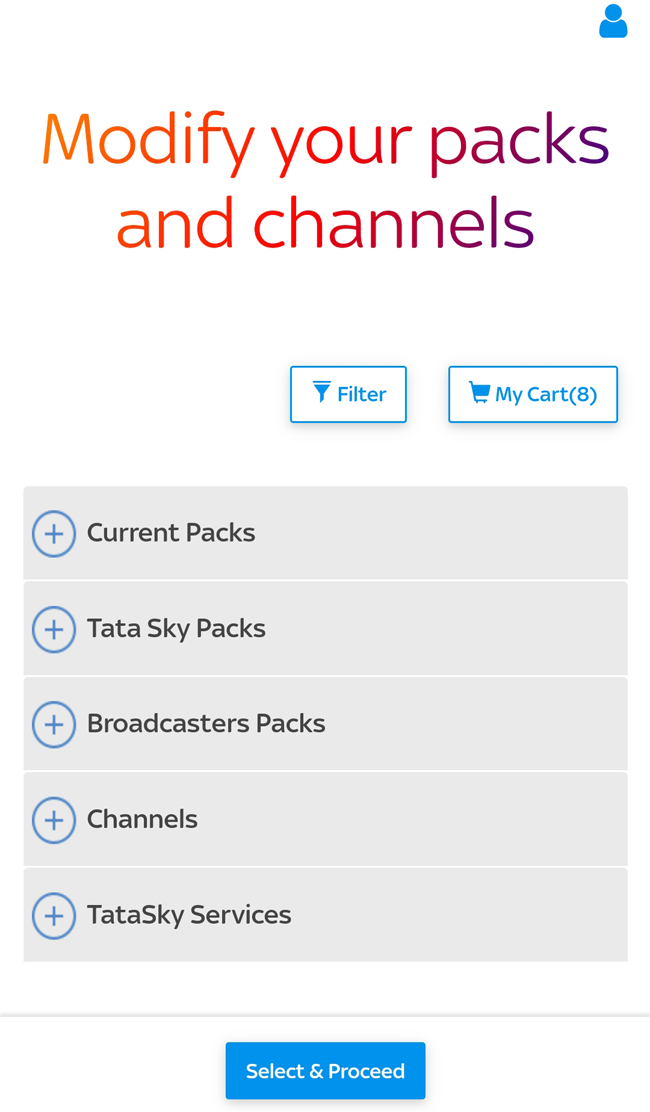 Modify your packs
and channels
Filter
My Cart(8)
Current Packs
Tata Sky Packs
Broadcasters Packs
Channels
TataSky Services
Select & Proceed